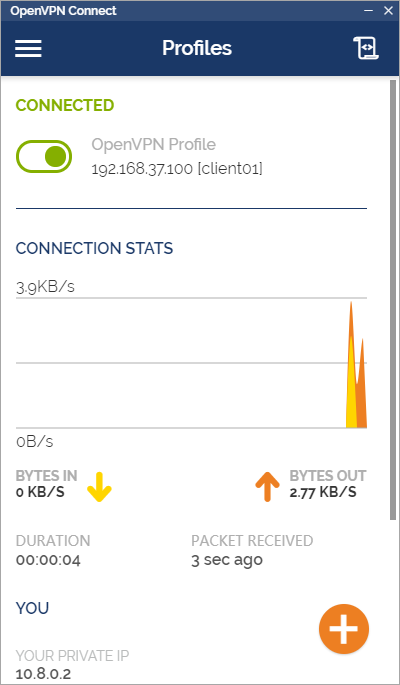 OpenVPN Connect
Profiles
CONNECTED
OpenVPN Profile
192.168.37.100 [client01]
CONNECTION STATS
3.9KB/s
0B/s
BYTES IN
0 KB/S
BYTES OUT
2.77 KB/S
DURATION
00:00:04
PACKET RECEIVED
3 sec ago
YOU
YOUR PRIVATE IP
10.8.0.2